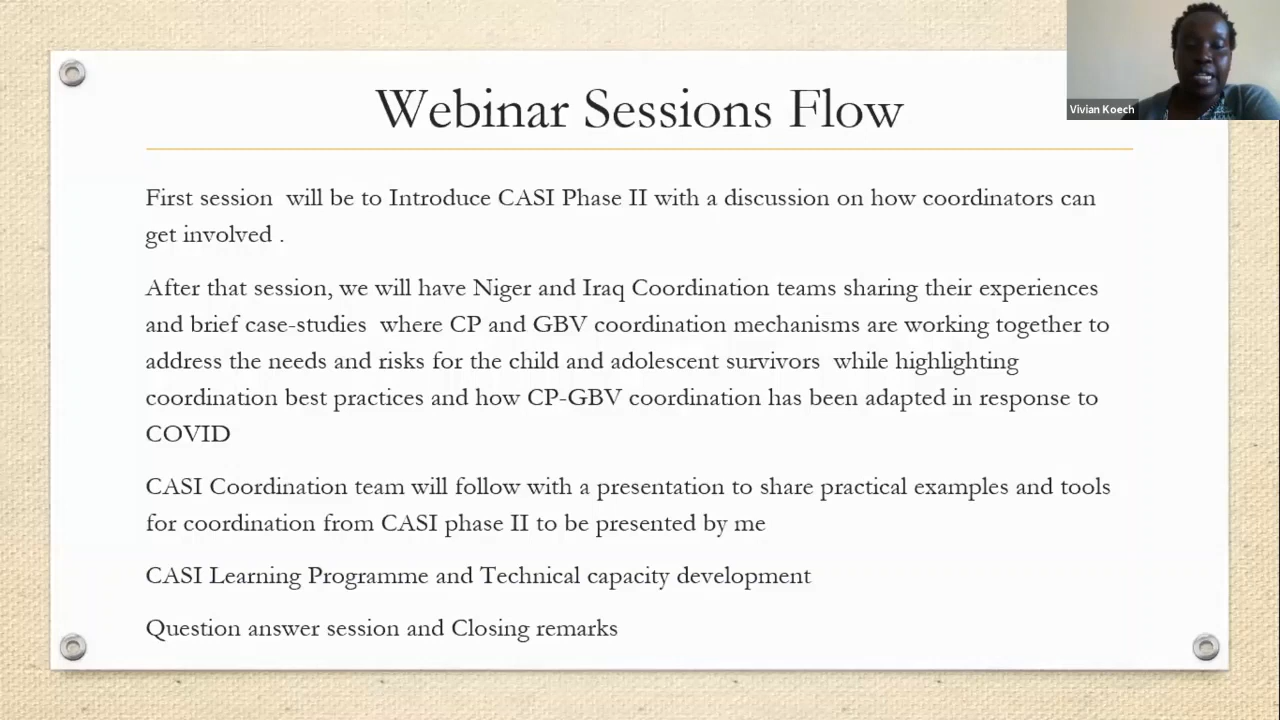 Webinar Sessions Flow
Vivian Koech
First session will be to Introduce CASI Phase II with a discussion on how coordinators can
get involved .
After that session, we will have Niger and Iraq Coordination teams sharing their experiences
and brief case-studies where CP and GBV coordination mechanisms are working together to
address the needs and risks for the child and adolescent survivors while highlighting
coordination best practices and how CP-GBV coordination has been adapted in response to
COVID
CASI Coordination team will follow with a presentation to share practical examples and tools
for coordination from CASI phase II to be presented by me
CASI Learning Programme and Technical capacity development
Question answer session and Closing remarks